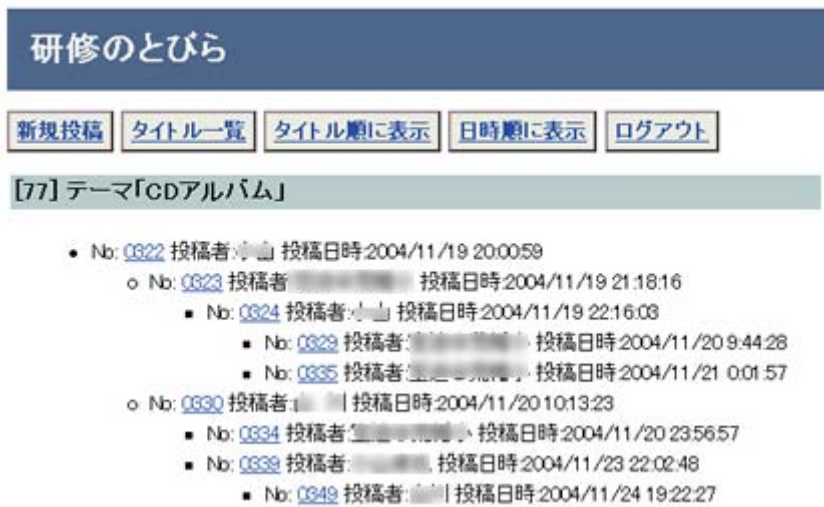 研修のとびら
新規投稿 タイトル一覧 タイトル順に表示 日時順に表示 ログアウト
[77] テーマ「CDアルバム」
No: 0322 投稿者: 投稿日時:2004/11/19 20:00:59
No: 0323 投稿者 投稿日時:2004/11/19 21:18:16
No: 0324 投稿者: 投稿日時:2004/11/19 22:16:03
No: 0329 投稿者: 投稿日時:2004/11/20 9:44:28
No: 0335 投稿者: 投稿日時:2004/11/21 0:01:57
No: 0330 投稿者: 投稿日時:2004/11/20 10:13:23
No: 0334 投稿者: 投稿日時:2004/11/20 23:56:57
No: 0339 投稿者: 投稿日時:2004/11/23 22:02:48
No: 0349 投稿者: 投稿日時:2004/11/24 19:22:27